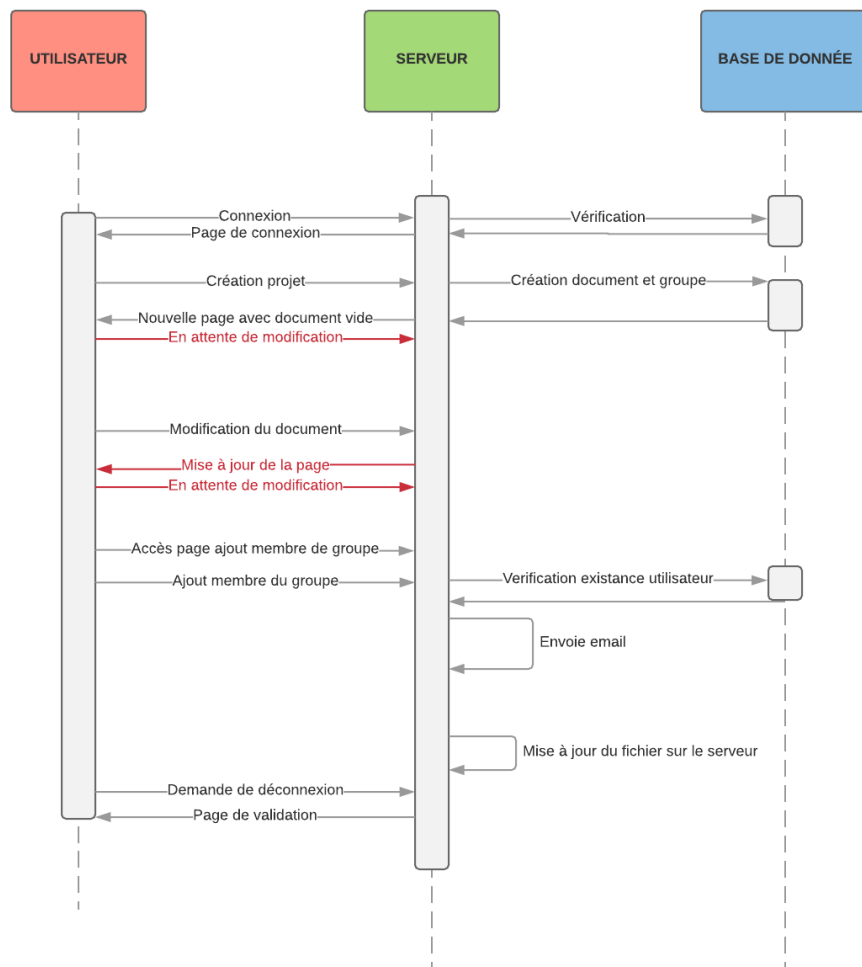 UTILISATEUR
SERVEUR
BASE DE DONNÉE
Connexion
Vérification
Page de connexion
Création projet
Création document et groupe
Nouvelle page avec document vide
En attente de modification
Modification du document
Mise à jour de la page
En attente de modification
Accès page ajout membre de groupe
Ajout membre du groupe
Verification existance utilisateur
Envoie email
Mise à jour du fichier sur le serveur
Demande de déconnexion
Page de validation